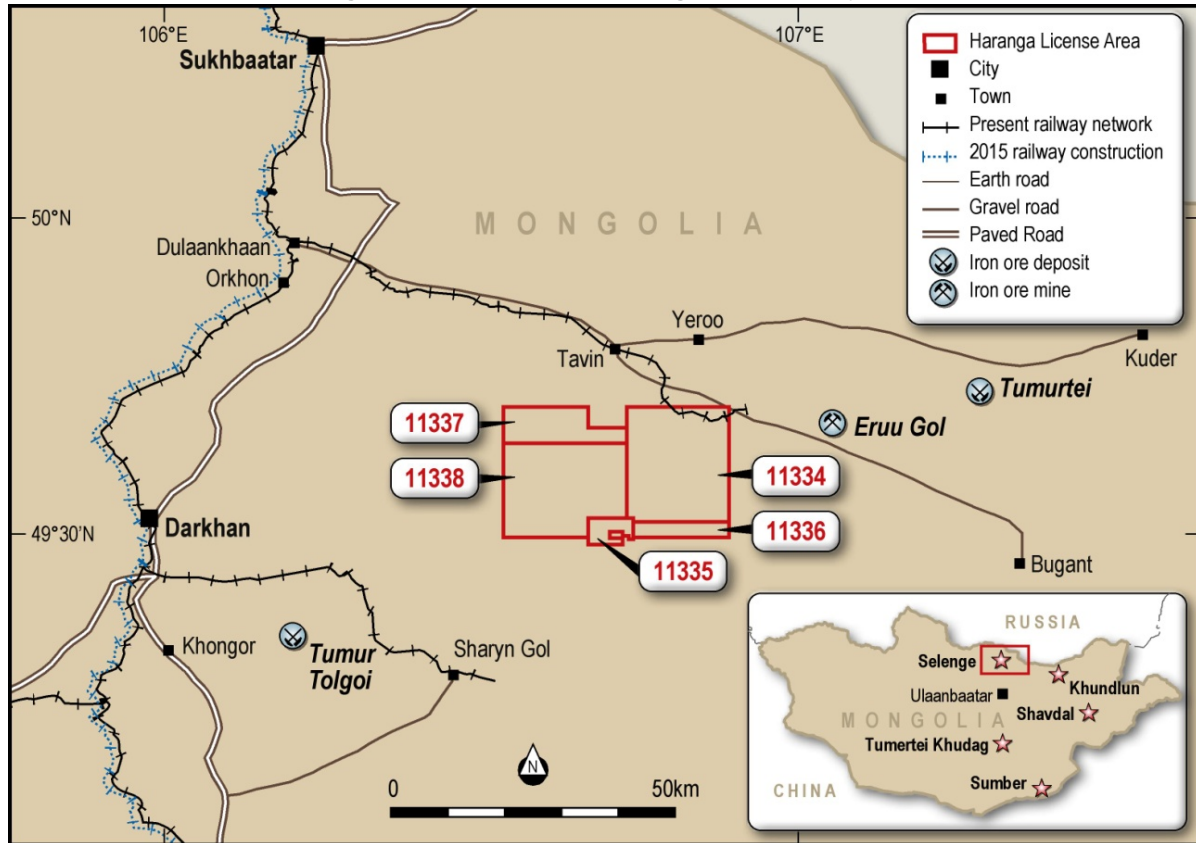 106°E
107°E
Sukhbaatar
Haranga License Area
City
Town
Present railway network
2015 railway construction
Earth road
Gravel road
Paved Road
Iron ore deposit
Iron ore mine
50°N
MONGOLIA
Dulaankhaan
Orkhon
Yeroo
Tavin
Kuder
Tumurtei
Eruu Gol
11337
11338
11334
11336
11335
49°30'N
Darkhan
Bugant
Khongor
Tumur
Tolgoi
Sharyn Gol
N
0
50km
RUSSIA
Selenge
Khundlun
Ulaanbaatar
Shavdal
MONGOLIA
Tumertei Khudag
CHINA
Sumber